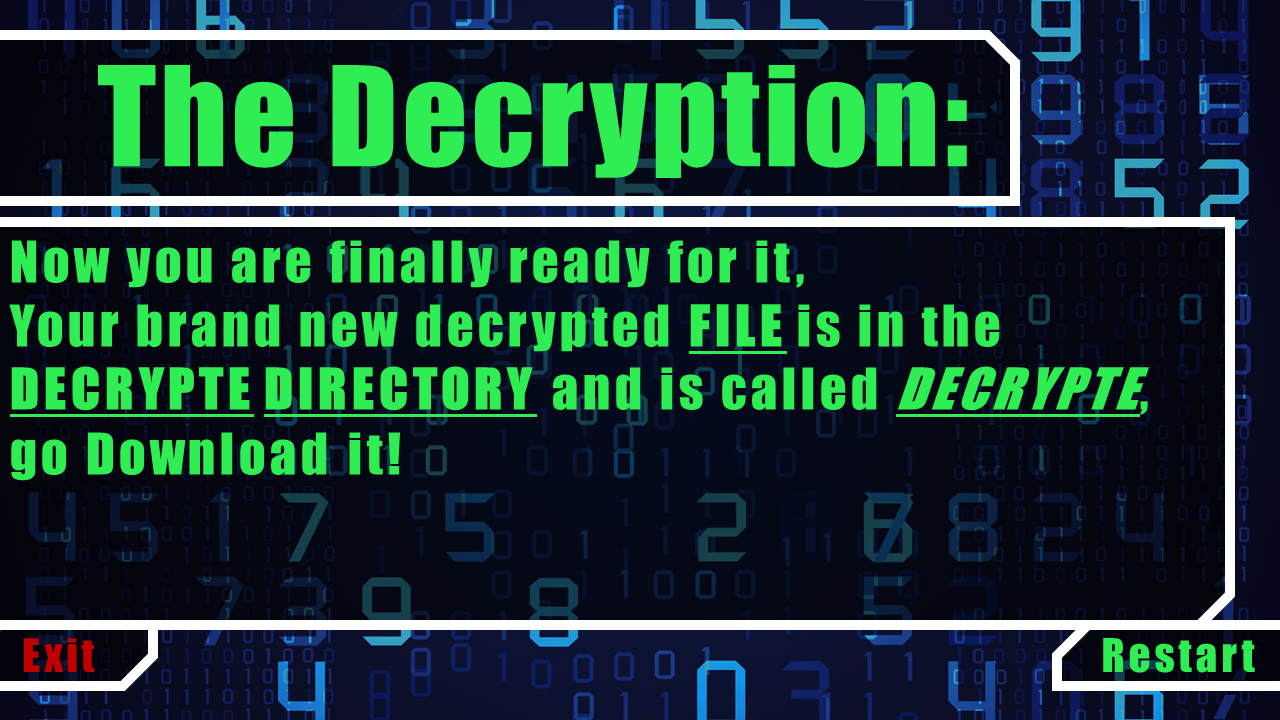 The Decryption:
Now you are finally ready for it,
Your brand new decrypted FILE is in the
DECRYPTE DIRECTORY and is called DECRYPTE,
go Download it!
Exit
Restart